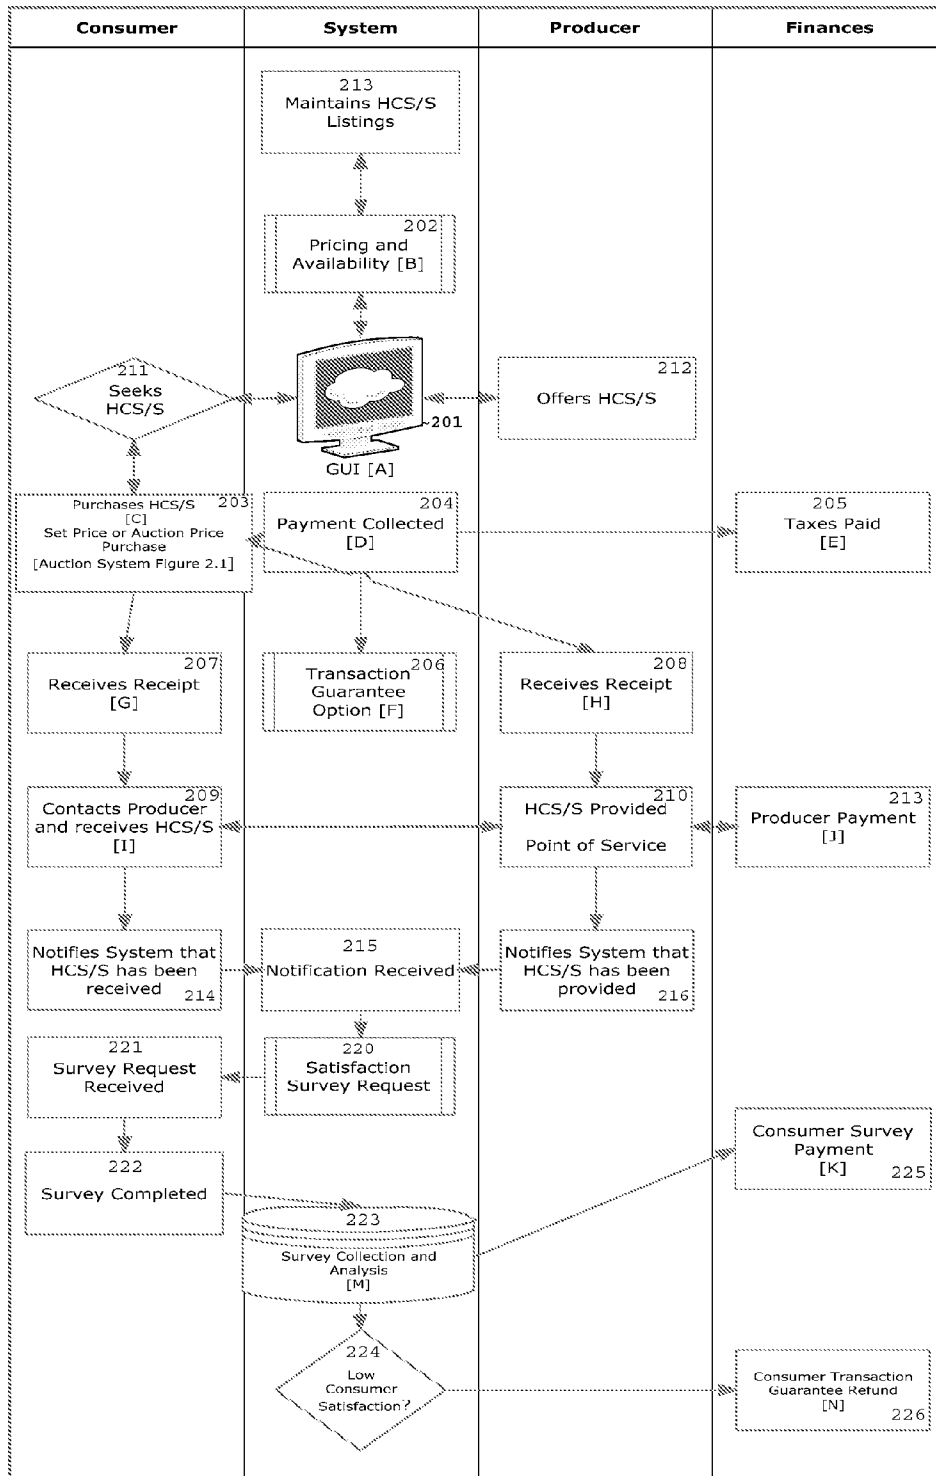 Consumer
System
Producer
Finances
213
Maintains HCS/S
Listings
202
Pricing and
Availability [B]
211
Seeks
HCS/S
~201
GUI [A]
212
Offers HCS/S
Purchases HCS/S 203
[C]
Set Price or Auction Price
Purchase
[Auction System Figure 2.1]
204
Payment Collected
[D]
205
Taxes Paid
[E]
207
Receives Receipt
[G]
Transaction 206
Guarantee
Option [F]
208
Receives Receipt
[H]
209
Contacts Producer
and receives HCS/S
[I]
210
HCS/S Provided
Point of Service
213
Producer Payment
[J]
Notifies System that
HCS/S has been
received 214
215
Notification Received
Notifies System that
HCS/S has been
provided 216
221
Survey Request
Received
220
Satisfaction
Survey Request
Consumer Survey
Payment
[K] 225
222
Survey Completed
223
Survey Collection and
Analysis
[M]
224
Low
Consumer
Satisfaction?
Consumer Transaction
Guarantee Refund
[N] 226